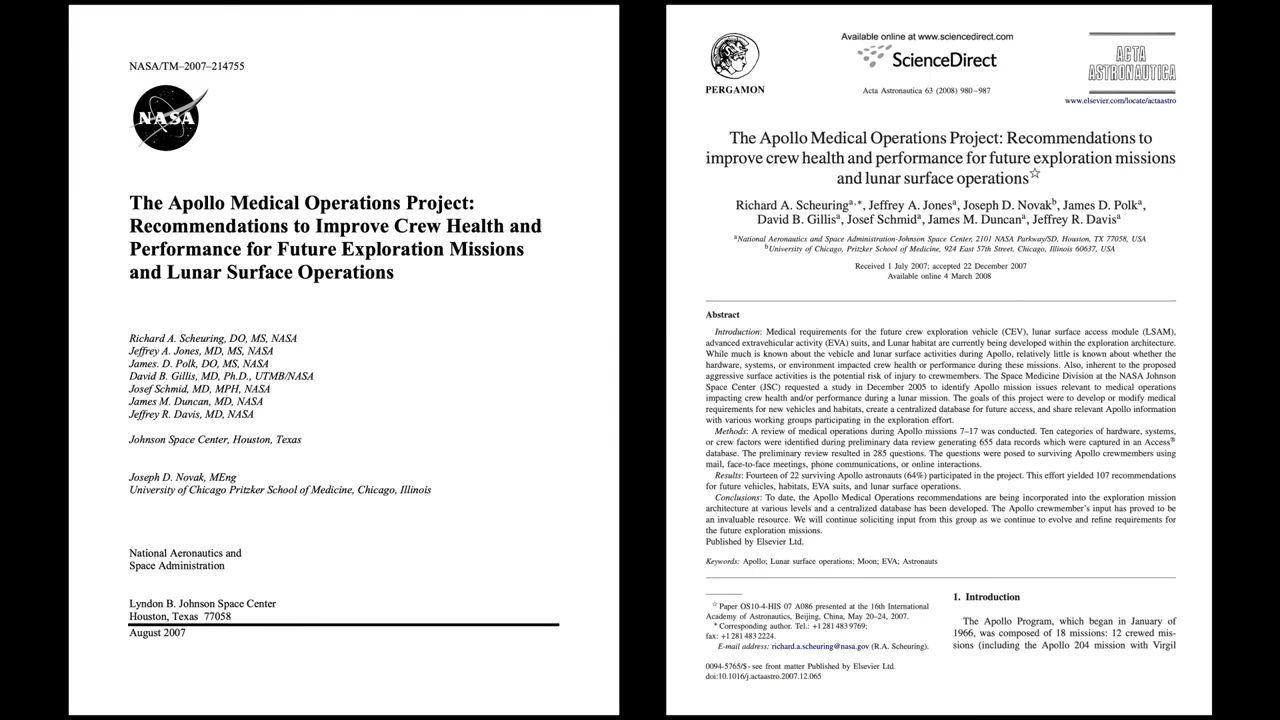 NASA/TM–2007–214755
NASA
The Apollo Medical Operations Project:
Recommendations to Improve Crew Health and
Performance for Future Exploration Missions
and Lunar Surface Operations
Richard A. Scheuring, DO, MS, NASA
Jeffrey A. Jones, MD, MS, NASA
James. D. Polk, DO, MS, NASA
David B. Gillis, MD, Ph.D., UTMB/NASA
Josef Schmid, MD, MPH, NASA
James M. Duncan, MD, NASA
Jeffrey R. Davis, MD, NASA
Johnson Space Center, Houston, Texas
Joseph D. Novak, MEng
University of Chicago Pritzker School of Medicine, Chicago, Illinois
National Aeronautics and
Space Administration
Lyndon B. Johnson Space Center
Houston, Texas 77058
August 2007
PERGAMON
Available online at www.sciencedirect.com
ScienceDirect
Acta Astronautica 63 (2008) 980–987
ACTA
ASTRONAUTICA
www.elsevier.com/locate/actaastro
The Apollo Medical Operations Project: Recommendations to
improve crew health and performance for future exploration missions
and lunar surface operations☆
Richard A. Scheuringa,*, Jeffrey A. Jonesa, Joseph D. Novakb, James D. Polka,
David B. Gillisa, Josef Schmida, James M. Duncana, Jeffrey R. Davisa
aNational Aeronautics and Space Administration-Johnson Space Center, 2101 NASA Parkway/SD, Houston, TX 77058, USA
bUniversity of Chicago, Pritzker School of Medicine, 924 East 57th Street, Chicago, Illinois 60637, USA
Received 1 July 2007; accepted 22 December 2007
Available online 4 March 2008
Abstract
Introduction: Medical requirements for the future crew exploration vehicle (CEV), lunar surface access module (LSAM),
advanced extravehicular activity (EVA) suits, and Lunar habitat are currently being developed within the exploration architecture.
While much is known about the vehicle and lunar surface activities during Apollo, relatively little is known about whether the
hardware, systems, or environment impacted crew health or performance during these missions. Also, inherent to the proposed
aggressive surface activities is the potential risk of injury to crewmembers. The Space Medicine Division at the NASA Johnson
Space Center (JSC) requested a study in December 2005 to identify Apollo mission issues relevant to medical operations
impacting crew health and/or performance during a lunar mission. The goals of this project were to develop or modify medical
requirements for new vehicles and habitats, create a centralized database for future access, and share relevant Apollo information
with various working groups participating in the exploration effort.
Methods: A review of medical operations during Apollo missions 7–17 was conducted. Ten categories of hardware, systems,
or crew factors were identified during preliminary data review generating 655 data records which were captured in an Access®
database. The preliminary review resulted in 285 questions. The questions were posed to surviving Apollo crewmembers using
mail, face-to-face meetings, phone communications, or online interactions.
Results: Fourteen of 22 surviving Apollo astronauts (64%) participated in the project. This effort yielded 107 recommendations
for future vehicles, habitats, EVA suits, and lunar surface operations.
Conclusions: To date, the Apollo Medical Operations recommendations are being incorporated into the exploration mission
architecture at various levels and a centralized database has been developed. The Apollo crewmember's input has proved to be
an invaluable resource. We will continue soliciting input from this group as we continue to evolve and refine requirements for
the future exploration missions.
Published by Elsevier Ltd.
Keywords: Apollo; Lunar surface operations; Moon; EVA; Astronauts
☆ Paper OS10-4-HIS 07 A086 presented at the 16th International
Academy of Astronautics, Beijing, China, May 20–24, 2007.
* Corresponding author. Tel.: +1 281 483 9769;
fax: +1 281 483 2224.
E-mail address: richard.a.scheuring@nasa.gov (R.A. Scheuring).
0094-5765/$ - see front matter Published by Elsevier Ltd.
doi:10.1016/j.actaastro.2007.12.065
1. Introduction
The Apollo Program, which began in January of
1966, was composed of 18 missions: 12 crewed mis-
sions (including the Apollo 204 mission with Virgil